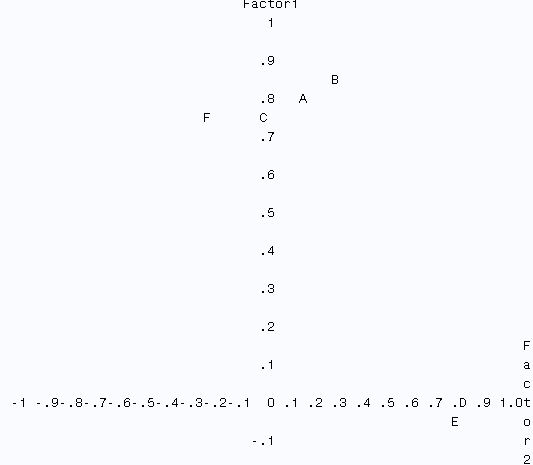 Factor1
1
.9
B
.8 A
F C
.7
.6
.5
.4
.3
.2
F
.1 a
c
-1 -.9-.8-.7-.6-.5-.4-.3-.2-.1 0 .1 .2 .3 .4 .5 .6 .7 .D .9 1.0t
E o
-.1 r
2